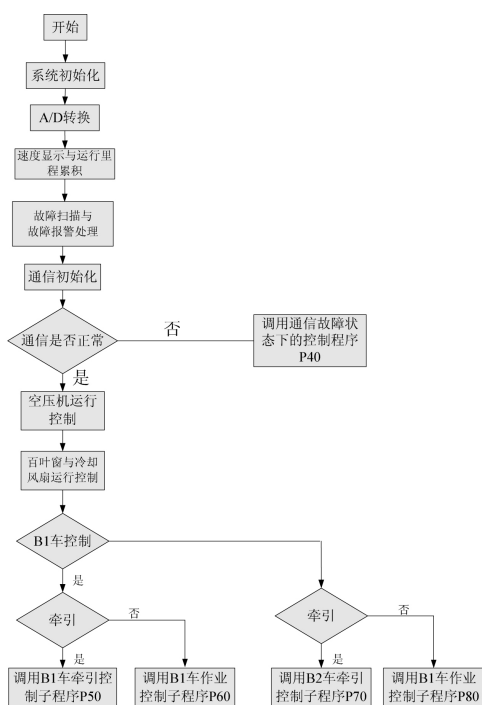 开始
系统初始化
A/D转换
速度显示与运行里
程累积
故障扫描与
故障报警处理
通信初始化
通信是否正常
否
调用通信故障状
态下的控制程序
P40
是
空压机运行
控制
百叶窗与冷却
风扇运行控制
B1车控制
是
牵引
否
牵引
否
是
是
调用B1车牵引控
制子程序P50
调用B1车作业
控制子程序P60
调用B2车牵引
控制子程序P70
调用B1车作业
控制子程序P80